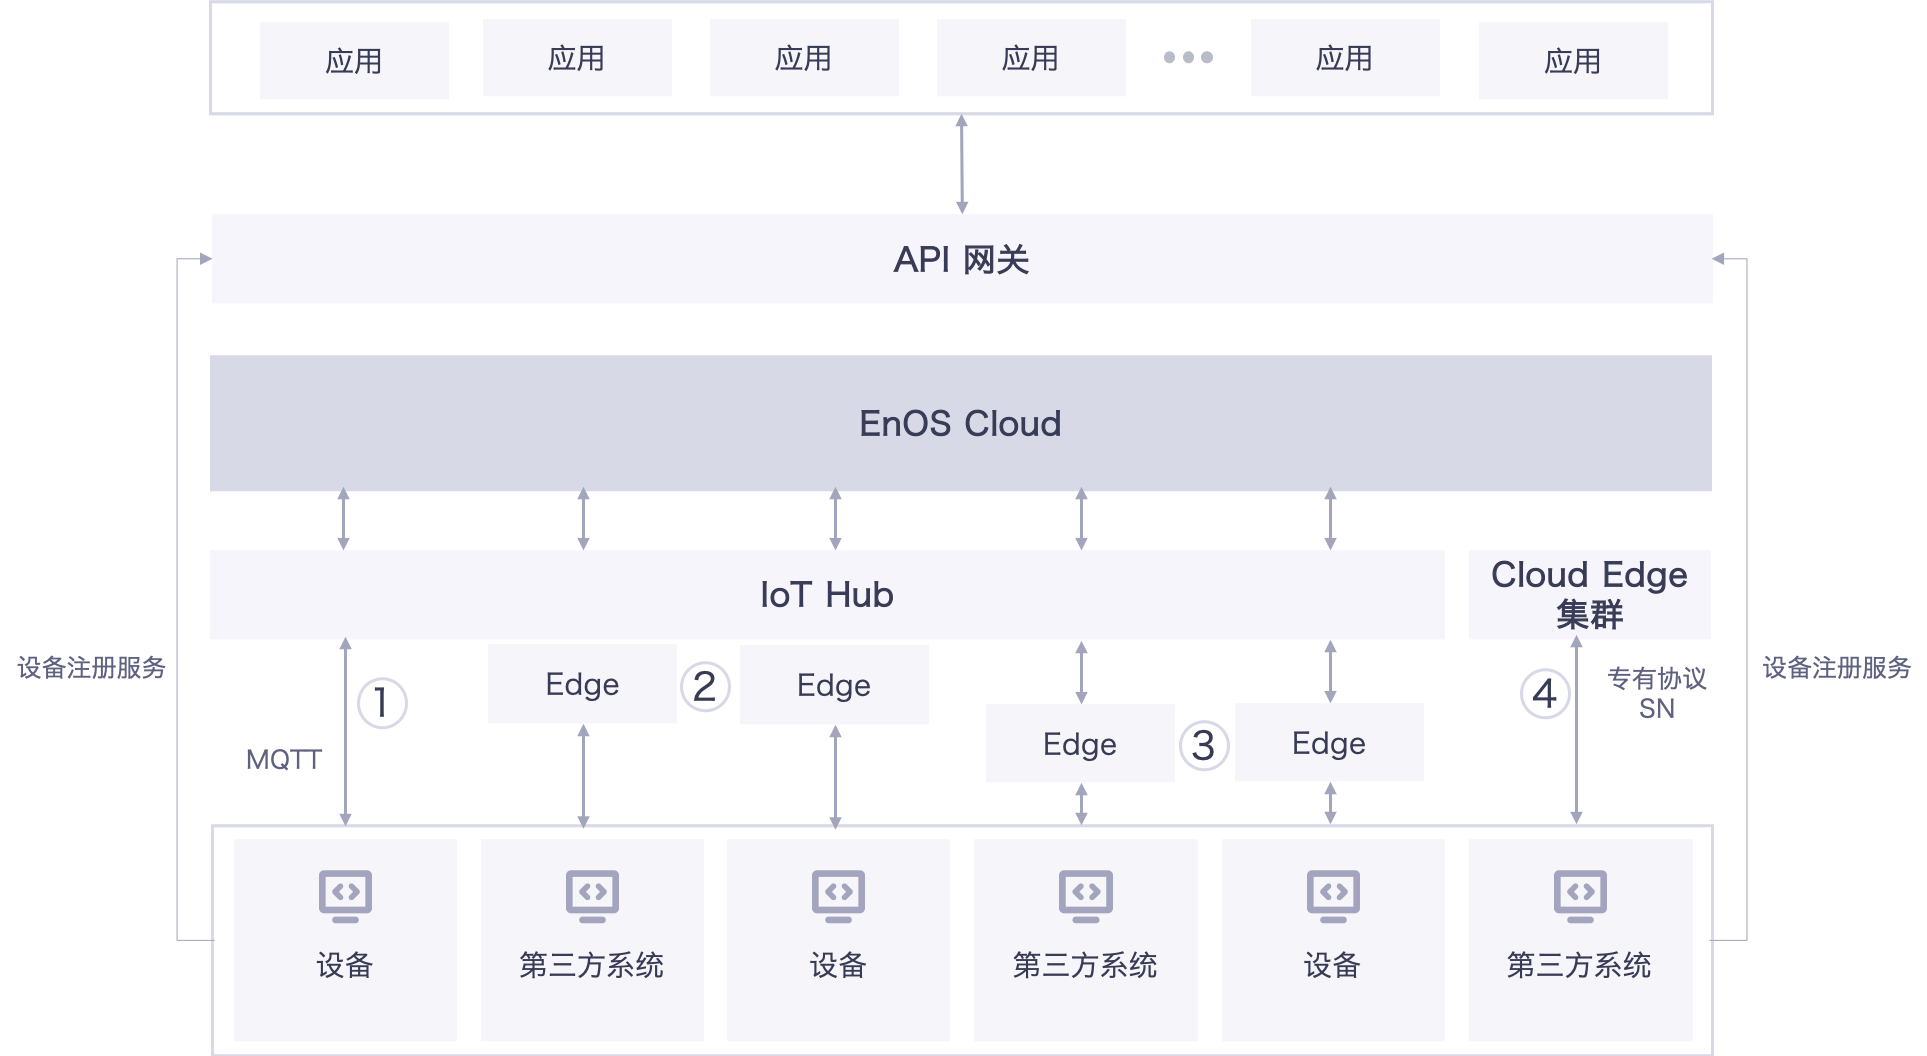 应用
应用
应用
应用
应用
应用
API 网关
EnOS Cloud
IoT Hub
Cloud Edge
集群
设备注册服务
设备注册服务
①
MQTT
Edge
②
Edge
Edge
③
Edge
④
专有协议
SN
设备
第三方系统
设备
第三方系统
设备
第三方系统